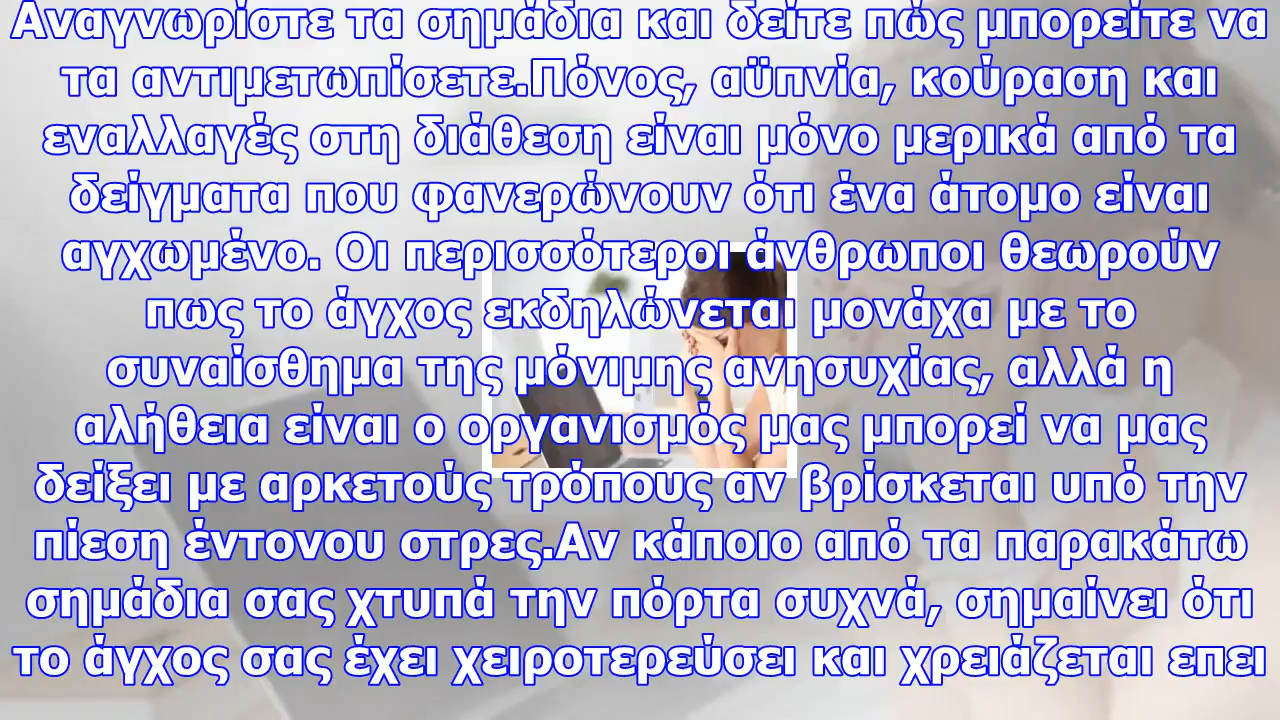 Αναγνωρίστε τα σημάδια και δείτε πώς μπορείτε να
τα αντιμετωπίσετε.Πόνος, αϋπνία, κούραση και
εναλλαγές στη διάθεση είναι μόνο μερικά από τα
δείγματα που φανερώνουν ότι ένα άτομο είναι
αγχωμένο. Οι περισσότεροι άνθρωποι θεωρούν
πως το άγχος εκδηλώνεται μονάχα με το
συναίσθημα της μόνιμης ανησυχίας, αλλά η
αλήθεια είναι ο οργανισμός μας μπορεί να μας
δείξει με αρκετούς τρόπους αν βρίσκεται υπό την
πίεση έντονου στρες.Αν κάποιο από τα παρακάτω
σημάδια σας χτυπά την πόρτα συχνά, σημαίνει ότι
το άγχος σας έχει χειροτερεύσει και χρειάζεται επει